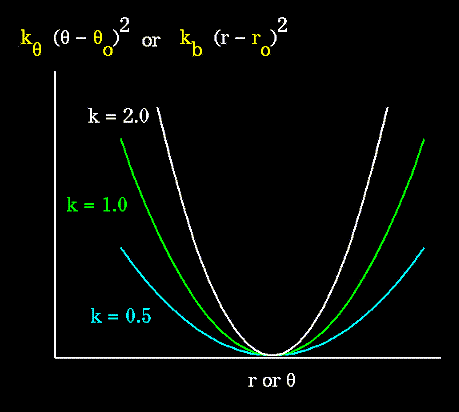 kθ (θ − θo)² or kb (r − ro)²
k = 2.0
k = 1.0
k = 0.5
r or θ